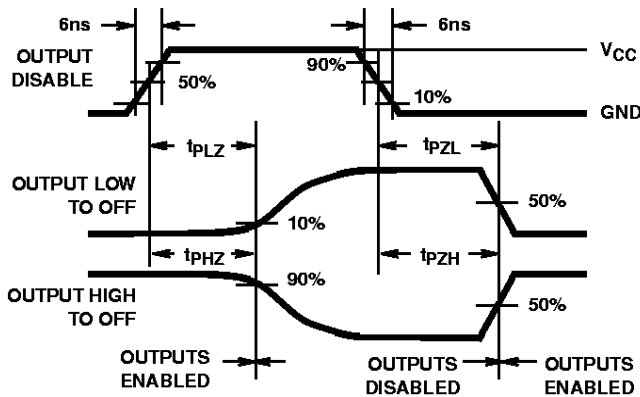 6ns
6ns
OUTPUT
DISABLE
90%
50%
10%
VCC
GND
tPLZ
tPZL
OUTPUT LOW
TO OFF
10%
50%
tPHZ
tPZH
OUTPUT HIGH
TO OFF
90%
50%
OUTPUTS
ENABLED
OUTPUTS
DISABLED
OUTPUTS
ENABLED